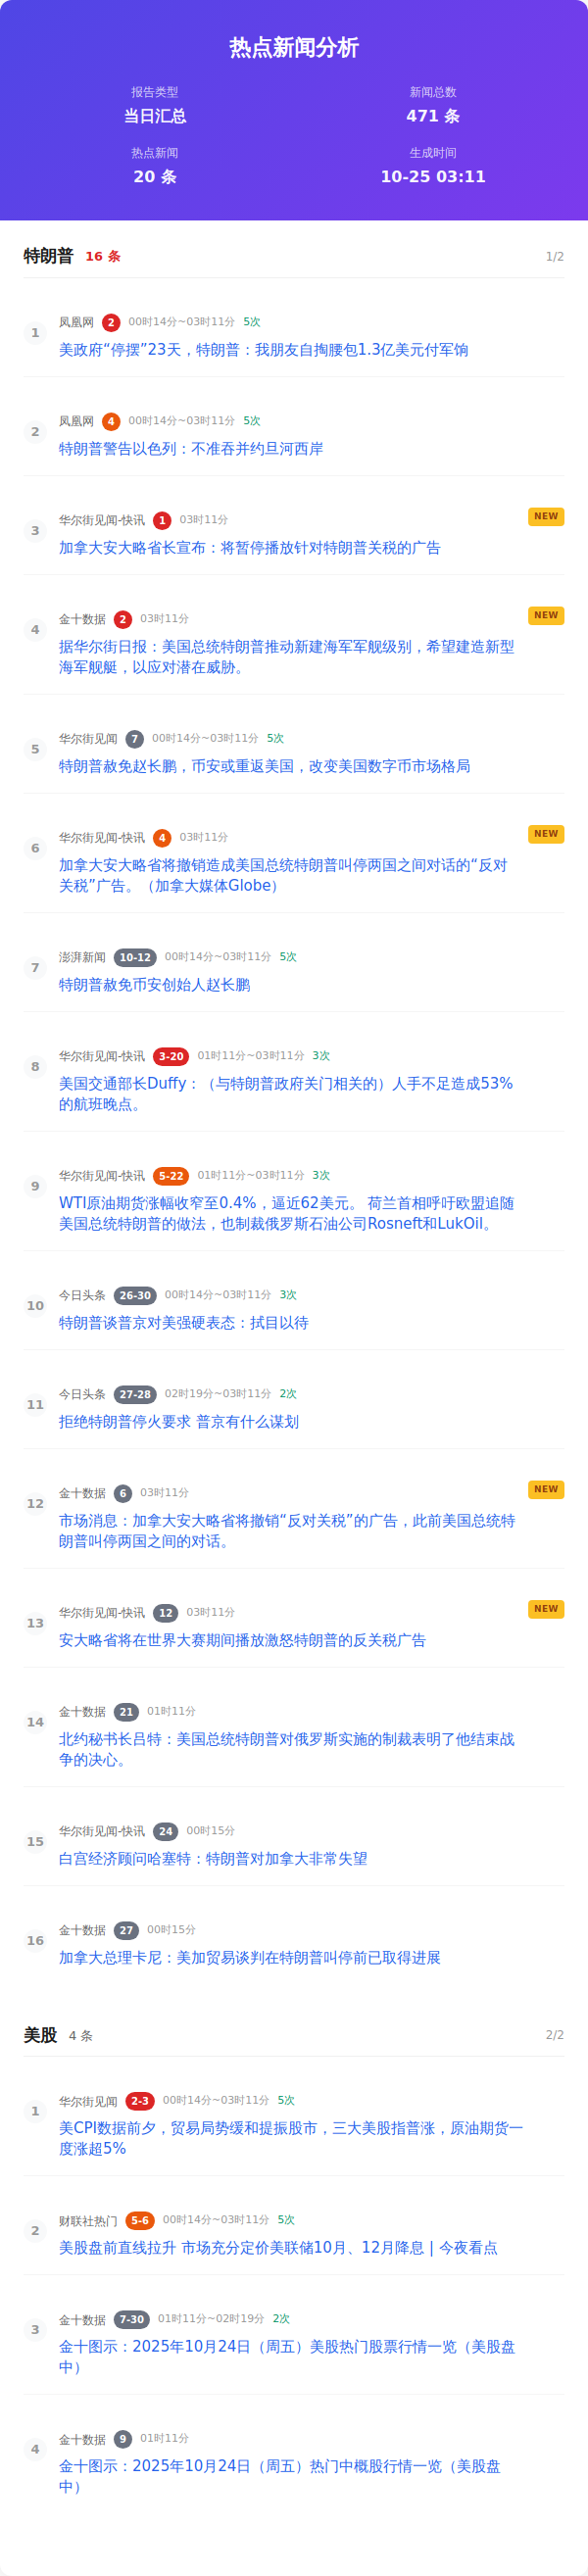 热点新闻分析
报告类型
当日汇总
新闻总数
471 条
热点新闻
20 条
生成时间
10-25 03:11
特朗普 16 条 1/2
1
凤凰网 2 00时14分~03时11分 5次
美政府“停摆”23天，特朗普：我朋友自掏腰包1.3亿美元付军饷
2
凤凰网 4 00时14分~03时11分 5次
特朗普警告以色列：不准吞并约旦河西岸
3
华尔街见闻-快讯 1 03时11分 NEW
加拿大安大略省长宣布：将暂停播放针对特朗普关税的广告
4
金十数据 2 03时11分 NEW
据华尔街日报：美国总统特朗普推动新建海军军舰级别，希望建造新型
海军舰艇，以应对潜在威胁。
5
华尔街见闻 7 00时14分~03时11分 5次
特朗普赦免赵长鹏，币安或重返美国，改变美国数字币市场格局
6
华尔街见闻-快讯 4 03时11分 NEW
加拿大安大略省将撤销造成美国总统特朗普叫停两国之间对话的“反对
关税”广告。（加拿大媒体Globe）
7
澎湃新闻 10-12 00时14分~03时11分 5次
特朗普赦免币安创始人赵长鹏
8
华尔街见闻-快讯 3-20 01时11分~03时11分 3次
美国交通部长Duffy：（与特朗普政府关门相关的）人手不足造成53%
的航班晚点。
9
华尔街见闻-快讯 5-22 01时11分~03时11分 3次
WTI原油期货涨幅收窄至0.4%，逼近62美元。 荷兰首相呼吁欧盟追随
美国总统特朗普的做法，也制裁俄罗斯石油公司Rosneft和LukOil。
10
今日头条 26-30 00时14分~03时11分 3次
特朗普谈普京对美强硬表态：拭目以待
11
今日头条 27-28 02时19分~03时11分 2次
拒绝特朗普停火要求 普京有什么谋划
12
金十数据 6 03时11分 NEW
市场消息：加拿大安大略省将撤销“反对关税”的广告，此前美国总统特
朗普叫停两国之间的对话。
13
华尔街见闻-快讯 12 03时11分 NEW
安大略省将在世界大赛期间播放激怒特朗普的反关税广告
14
金十数据 21 01时11分
北约秘书长吕特：美国总统特朗普对俄罗斯实施的制裁表明了他结束战
争的决心。
15
华尔街见闻-快讯 24 00时15分
白宫经济顾问哈塞特：特朗普对加拿大非常失望
16
金十数据 27 00时15分
加拿大总理卡尼：美加贸易谈判在特朗普叫停前已取得进展
美股 4 条 2/2
1
华尔街见闻 2-3 00时14分~03时11分 5次
美CPI数据前夕，贸易局势缓和提振股市，三大美股指普涨，原油期货一
度涨超5%
2
财联社热门 5-6 00时14分~03时11分 5次
美股盘前直线拉升 市场充分定价美联储10月、12月降息 | 今夜看点
3
金十数据 7-30 01时11分~02时19分 2次
金十图示：2025年10月24日（周五）美股热门股票行情一览（美股盘
中）
4
金十数据 9 01时11分
金十图示：2025年10月24日（周五）热门中概股行情一览（美股盘
中）